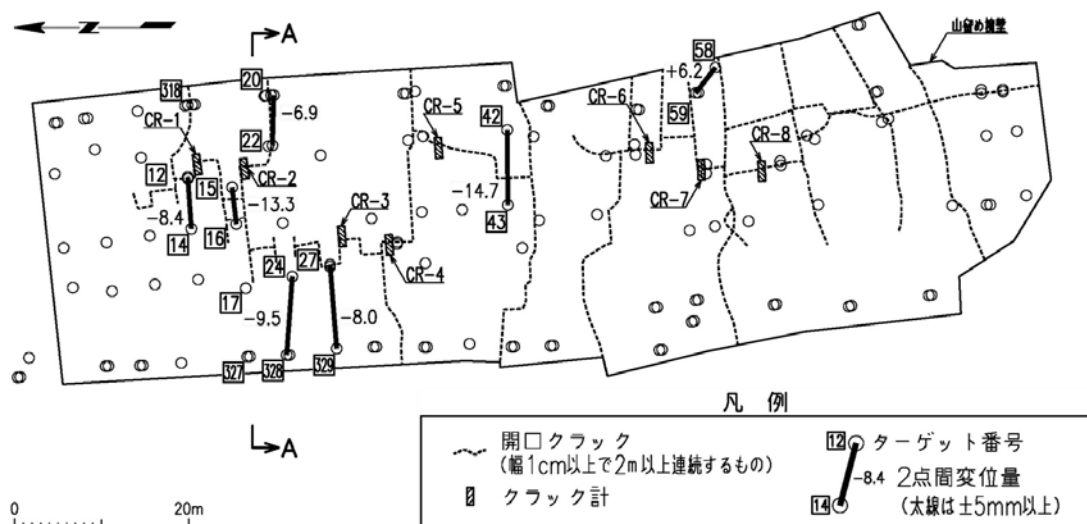 Z
A
山留め擁壁
58
+6.2
59
318
20
CR-1
-6.9
22
CR-5
42
CR-6
CR-8
12
15
CR-2
-13.3
-14.7
CR-7
-8.4
14
16
CR-3
43
24
27
CR-4
17
-9.5
-8.0
327
328
329
A
凡 例
開口クラック
(幅1cm以上で2m以上連続するもの)
クラック計
12 ターゲット番号
-8.4 2点間変位量
14 (太線は±5mm以上)
0 20m